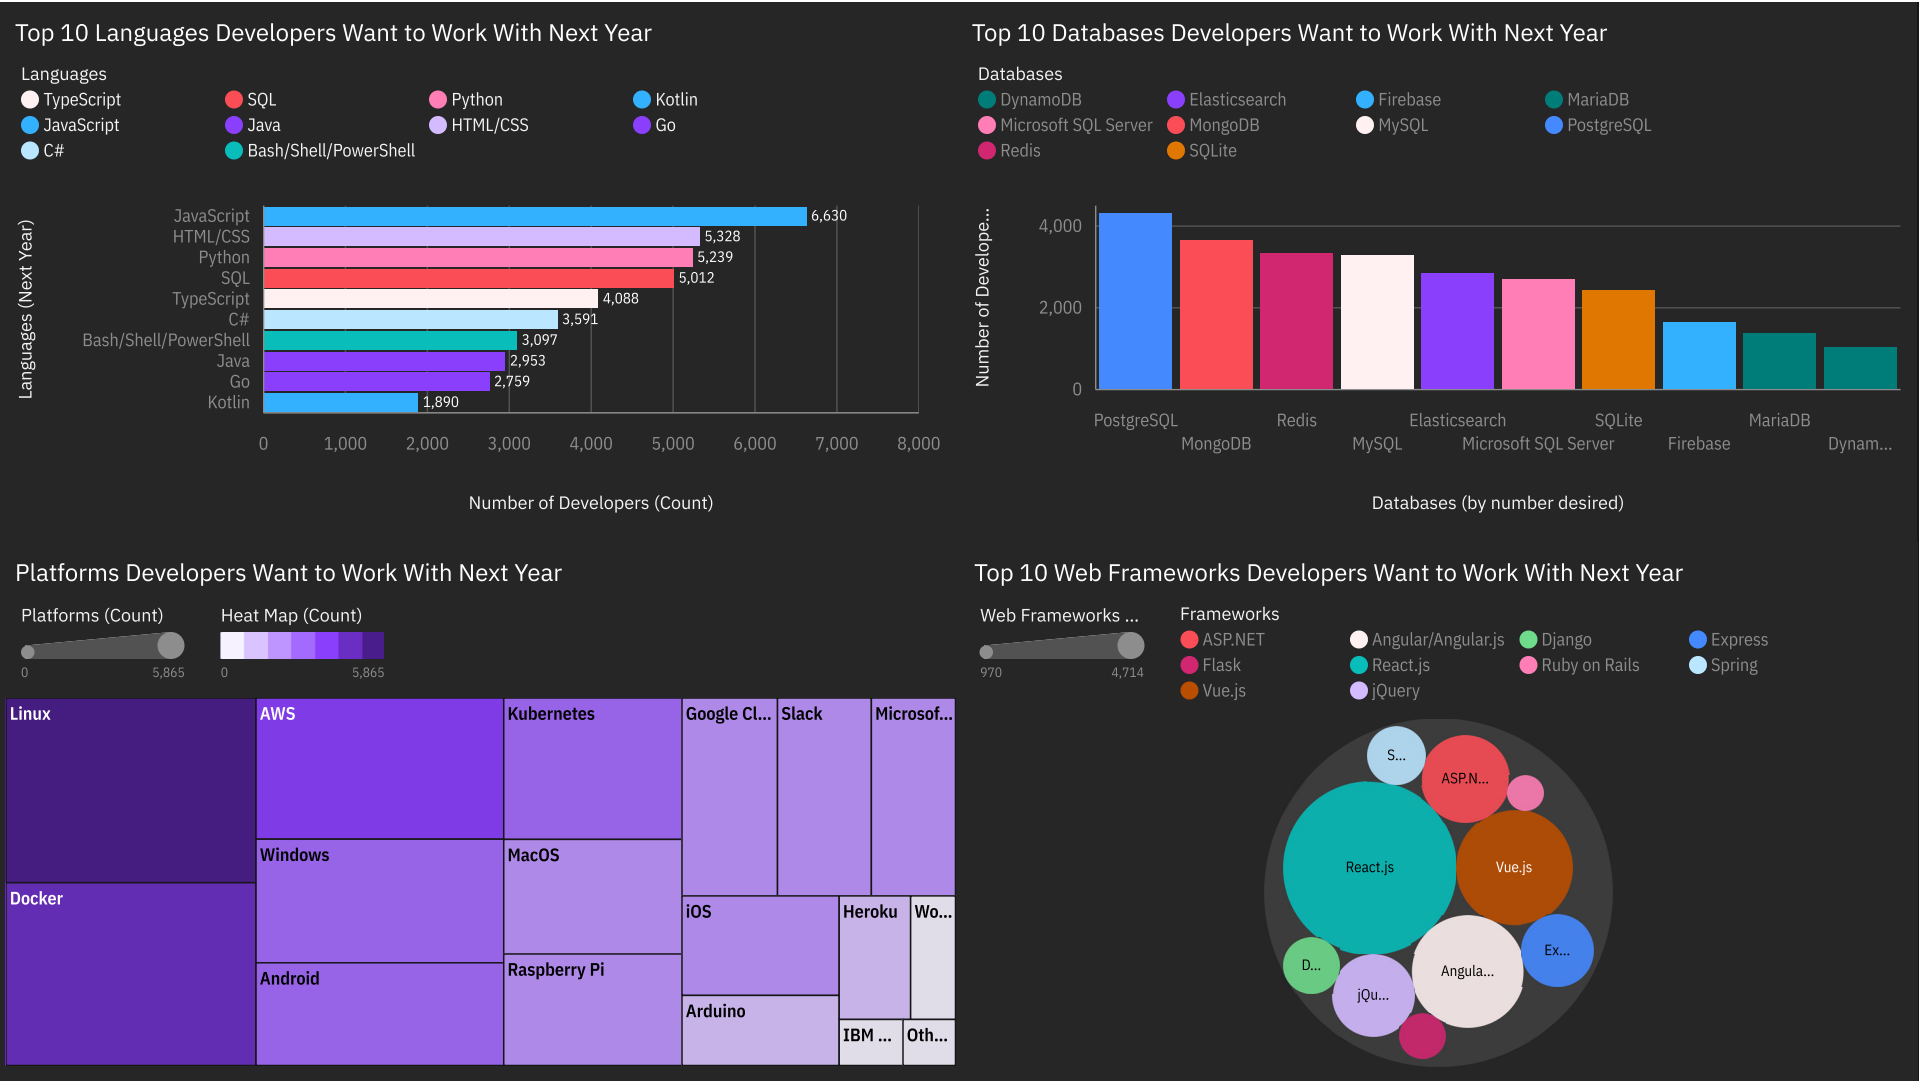 Top 10 Languages Developers Want to Work With Next Year
Languages
TypeScript SQL Python Kotlin
JavaScript Java HTML/CSS Go
C# Bash/Shell/PowerShell
Languages (Next Year)
JavaScript 6,630
HTML/CSS 5,328
Python 5,239
SQL 5,012
TypeScript 4,088
C# 3,591
Bash/Shell/PowerShell 3,097
Java 2,953
Go 2,759
Kotlin 1,890
0 1,000 2,000 3,000 4,000 5,000 6,000 7,000 8,000
Number of Developers (Count)
Top 10 Databases Developers Want to Work With Next Year
Databases
DynamoDB Elasticsearch Firebase MariaDB
Microsoft SQL Server MongoDB MySQL PostgreSQL
Redis SQLite
Number of Develope...
4,000
2,000
0
PostgreSQL Redis Elasticsearch SQLite MariaDB
MongoDB MySQL Microsoft SQL Server Firebase Dynam...
Databases (by number desired)
Platforms Developers Want to Work With Next Year
Platforms (Count) Heat Map (Count)
0 5,865 0 5,865
Linux AWS Kubernetes Google Cl... Slack Microsof...
Windows MacOS
Docker iOS Heroku Wo...
Android Raspberry Pi
Arduino
IBM ... Oth...
Top 10 Web Frameworks Developers Want to Work With Next Year
Web Frameworks ...
970 4,714
Frameworks
ASP.NET Angular/Angular.js Django Express
Flask React.js Ruby on Rails Spring
Vue.js jQuery
S...
ASP.N...
React.js Vue.js
Ex...
D... Angula...
jQu...